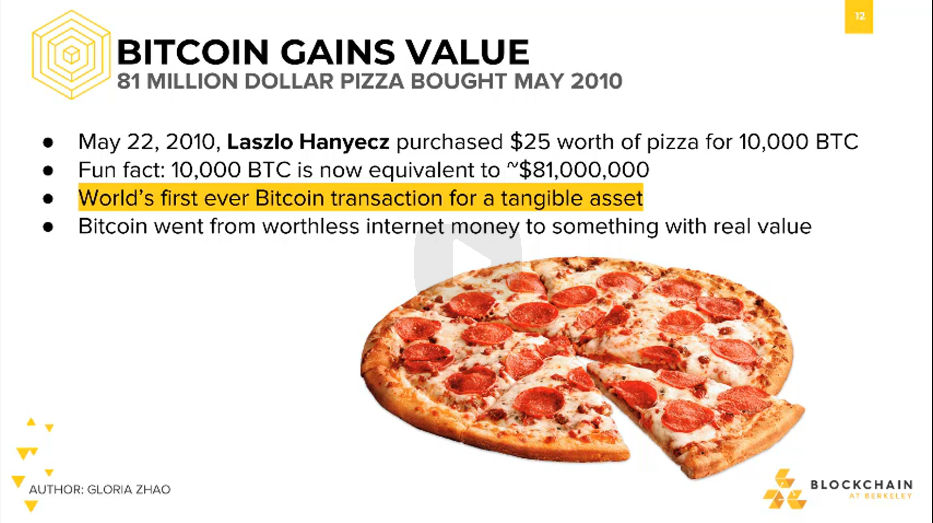 12
BITCOIN GAINS VALUE
81 MILLION DOLLAR PIZZA BOUGHT MAY 2010
● May 22, 2010, Laszlo Hanyecz purchased $25 worth of pizza for 10,000 BTC
● Fun fact: 10,000 BTC is now equivalent to ~$81,000,000
● World's first ever Bitcoin transaction for a tangible asset
● Bitcoin went from worthless internet money to something with real value
AUTHOR: GLORIA ZHAO
BLOCKCHAIN
AT BERKELEY